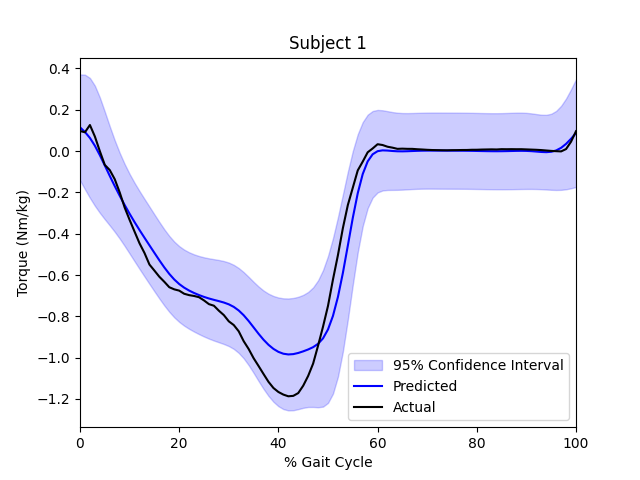 Subject 1
0.4
0.2
0.0
−0.2
−0.4
−0.6
−0.8
−1.0
−1.2
Torque (Nm/kg)
95% Confidence Interval
Predicted
Actual
0 20 40 60 80 100
% Gait Cycle